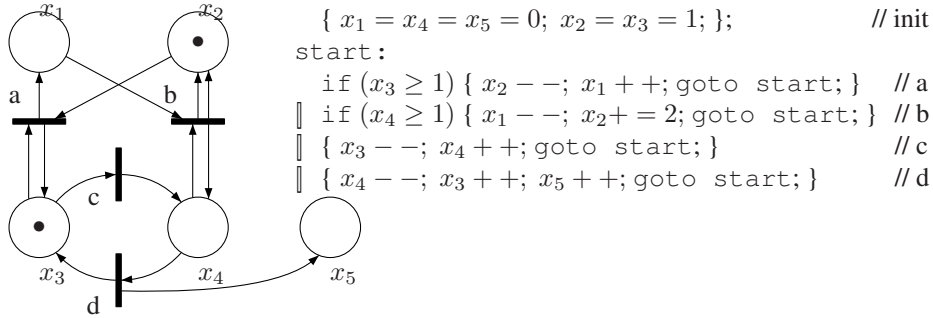 x₁ x₂
a b
c
x₃ x₄ x₅
d
{ x₁ = x₄ = x₅ = 0; x₂ = x₃ = 1; }; // init
start:
if (x₃ ≥ 1) { x₂ − −; x₁ + +; goto start; } // a
[] if (x₄ ≥ 1) { x₁ − −; x₂+ = 2; goto start; } // b
[] { x₃ − −; x₄ + +; goto start; } // c
[] { x₄ − −; x₃ + +; x₅ + +; goto start; } // d